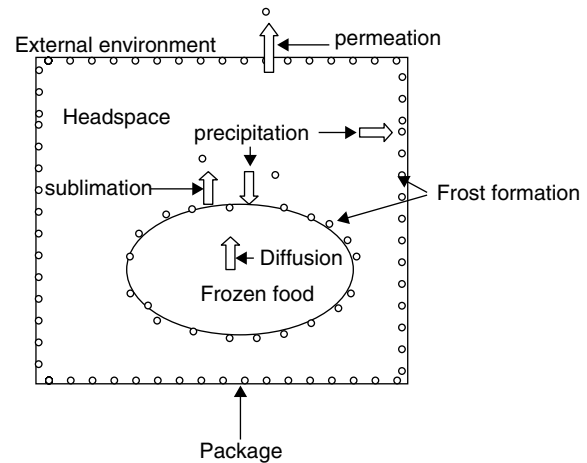 permeation
External environment
Headspace
precipitation
sublimation
Frost formation
Diffusion
Frozen food
Package